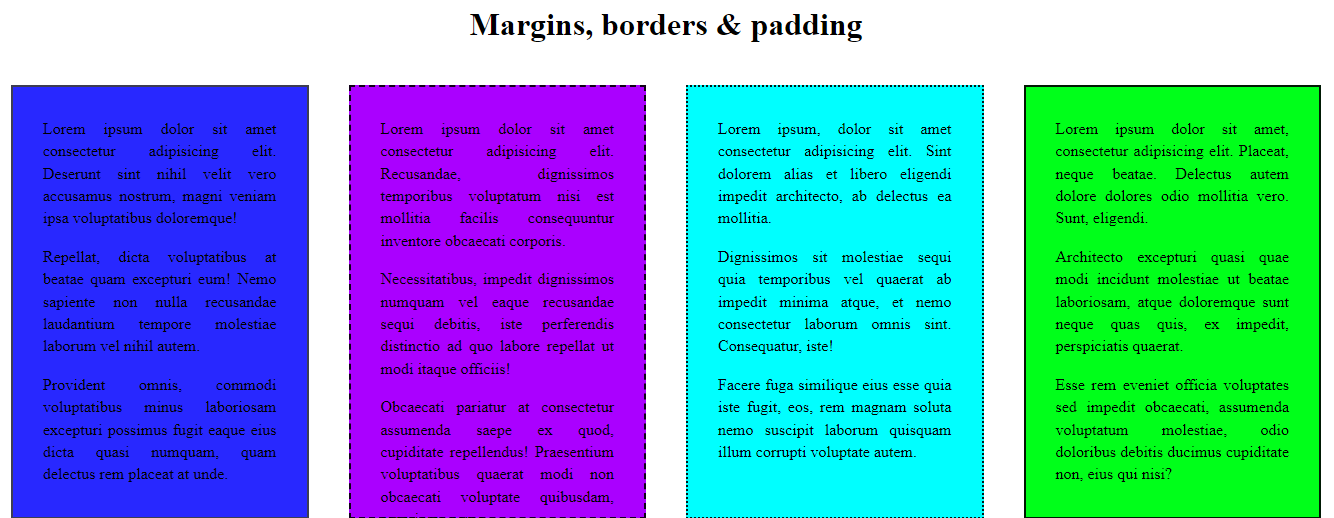 Margins, borders & padding
Lorem ipsum dolor sit amet
consectetur adipisicing elit.
Deserunt sint nihil velit vero
accusamus nostrum, magni veniam
ipsa voluptatibus doloremque!
Repellat, dicta voluptatibus at
beatae quam excepturi eum! Nemo
sapiente non nulla recusandae
laudantium tempore molestiae
laborum vel nihil autem.
Provident omnis, commodi
voluptatibus minus laboriosam
excepturi possimus fugit eaque eius
dicta quasi numquam, quam
delectus rem placeat at unde.
Lorem ipsum dolor sit amet
consectetur adipisicing elit.
Recusandae, dignissimos
temporibus voluptatum nisi est
mollitia facilis consequuntur
inventore obcaecati corporis.
Necessitatibus, impedit dignissimos
numquam vel eaque recusandae
sequi debitis, iste perferendis
distinctio ad quo labore repellat ut
modi itaque officiis!
Obcaecati pariatur at consectetur
assumenda saepe ex quod,
cupiditate repellendus! Praesentium
voluptatibus quaerat modi non
obcaecati voluptate quibusdam,
Lorem ipsum, dolor sit amet
consectetur adipisicing elit. Sint
dolorem alias et libero eligendi
impedit architecto, ab delectus ea
mollitia.
Dignissimos sit molestiae sequi
quia temporibus vel quaerat ab
impedit minima atque, et nemo
consectetur laborum omnis sint.
Consequatur, iste!
Facere fuga similique eius esse quia
iste fugit, eos, rem magnam soluta
nemo suscipit laborum quisquam
illum corrupti voluptate autem.
Lorem ipsum dolor sit amet,
consectetur adipisicing elit. Placeat,
neque beatae. Delectus autem
dolore dolores odio mollitia vero.
Sunt, eligendi.
Architecto excepturi quasi quae
modi incidunt molestiae ut beatae
laboriosam, atque doloremque sunt
neque quas quis, ex impedit,
perspiciatis quaerat.
Esse rem eveniet officia voluptates
sed impedit obcaecati, assumenda
voluptatum molestiae, odio
doloribus debitis ducimus cupiditate
non, eius qui nisi?